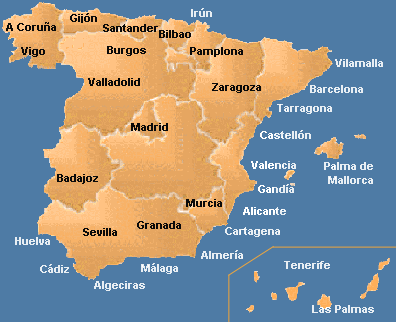 Irún
Gijón
A Coruña
Santander
Bilbao
Vigo
Burgos
Pamplona
Vilamalla
Valladolid
Zaragoza
Barcelona
Tarragona
Madrid
Castellón
Valencia
Palma de
Mallorca
Badajoz
Gandía
Murcia
Alicante
Sevilla
Granada
Cartagena
Huelva
Almería
Cádiz
Málaga
Tenerife
Algeciras
Las Palmas